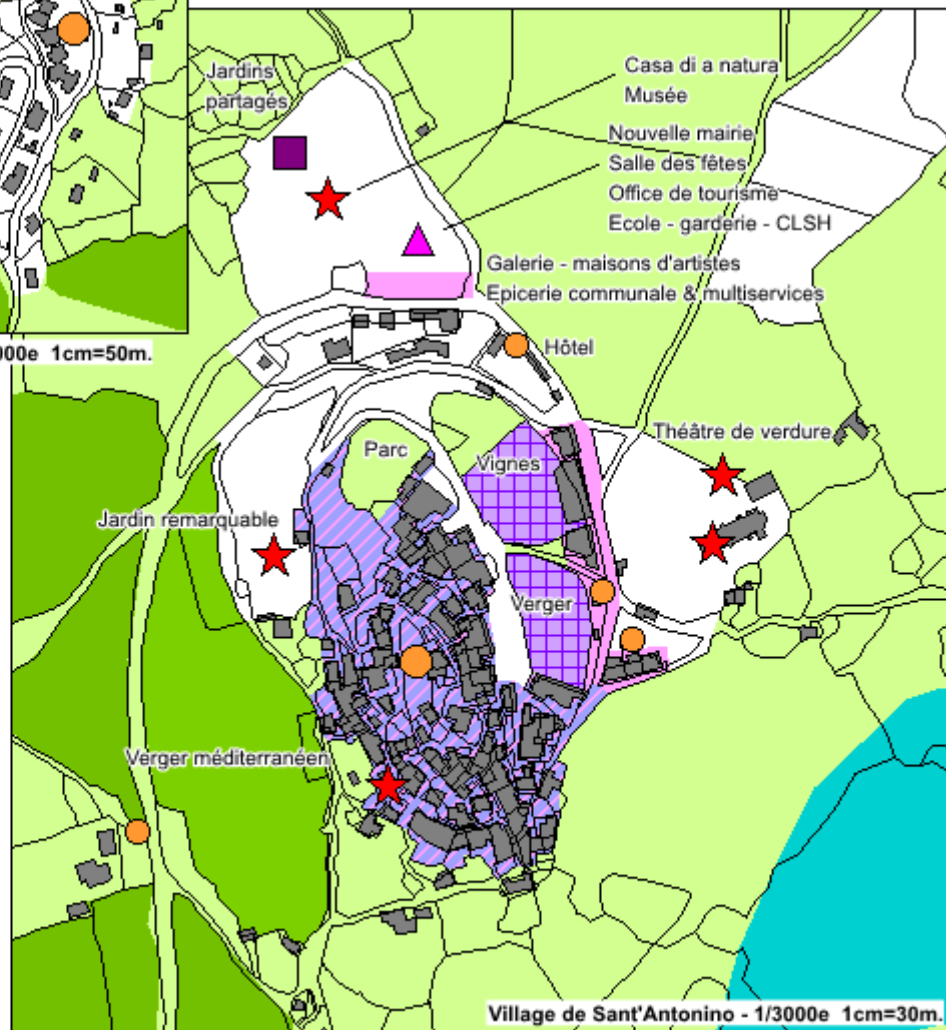 Jardins
partagés
Casa di a natura
Musée
Nouvelle mairie
Salle des fêtes
Office de tourisme
Ecole - garderie - CLSH
Galerie - maisons d'artistes
Epicerie communale & multiservices
000e 1cm=50m.
Hôtel
Théâtre de verdure
Parc
Vignes
Jardin remarquable
Verger
Verger méditerranéen
Village de Sant'Antonino - 1/3000e 1cm=30m.